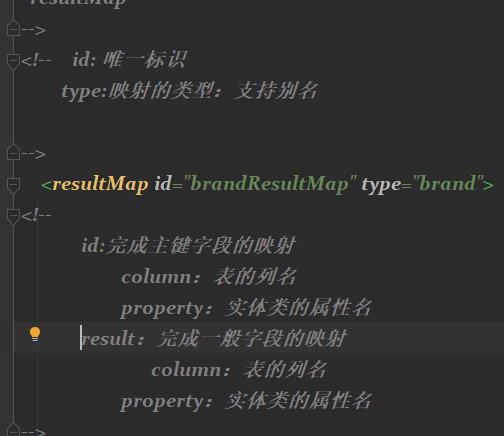 resultMap
-->
<!-- id: 唯一标识
type:映射的类型：支持别名
-->
<resultMap id="brandResultMap" type="brand">
<!--
id:完成主键字段的映射
column：表的列名
property：实体类的属性名
result：完成一般字段的映射
column：表的列名
property：实体类的属性名
-->